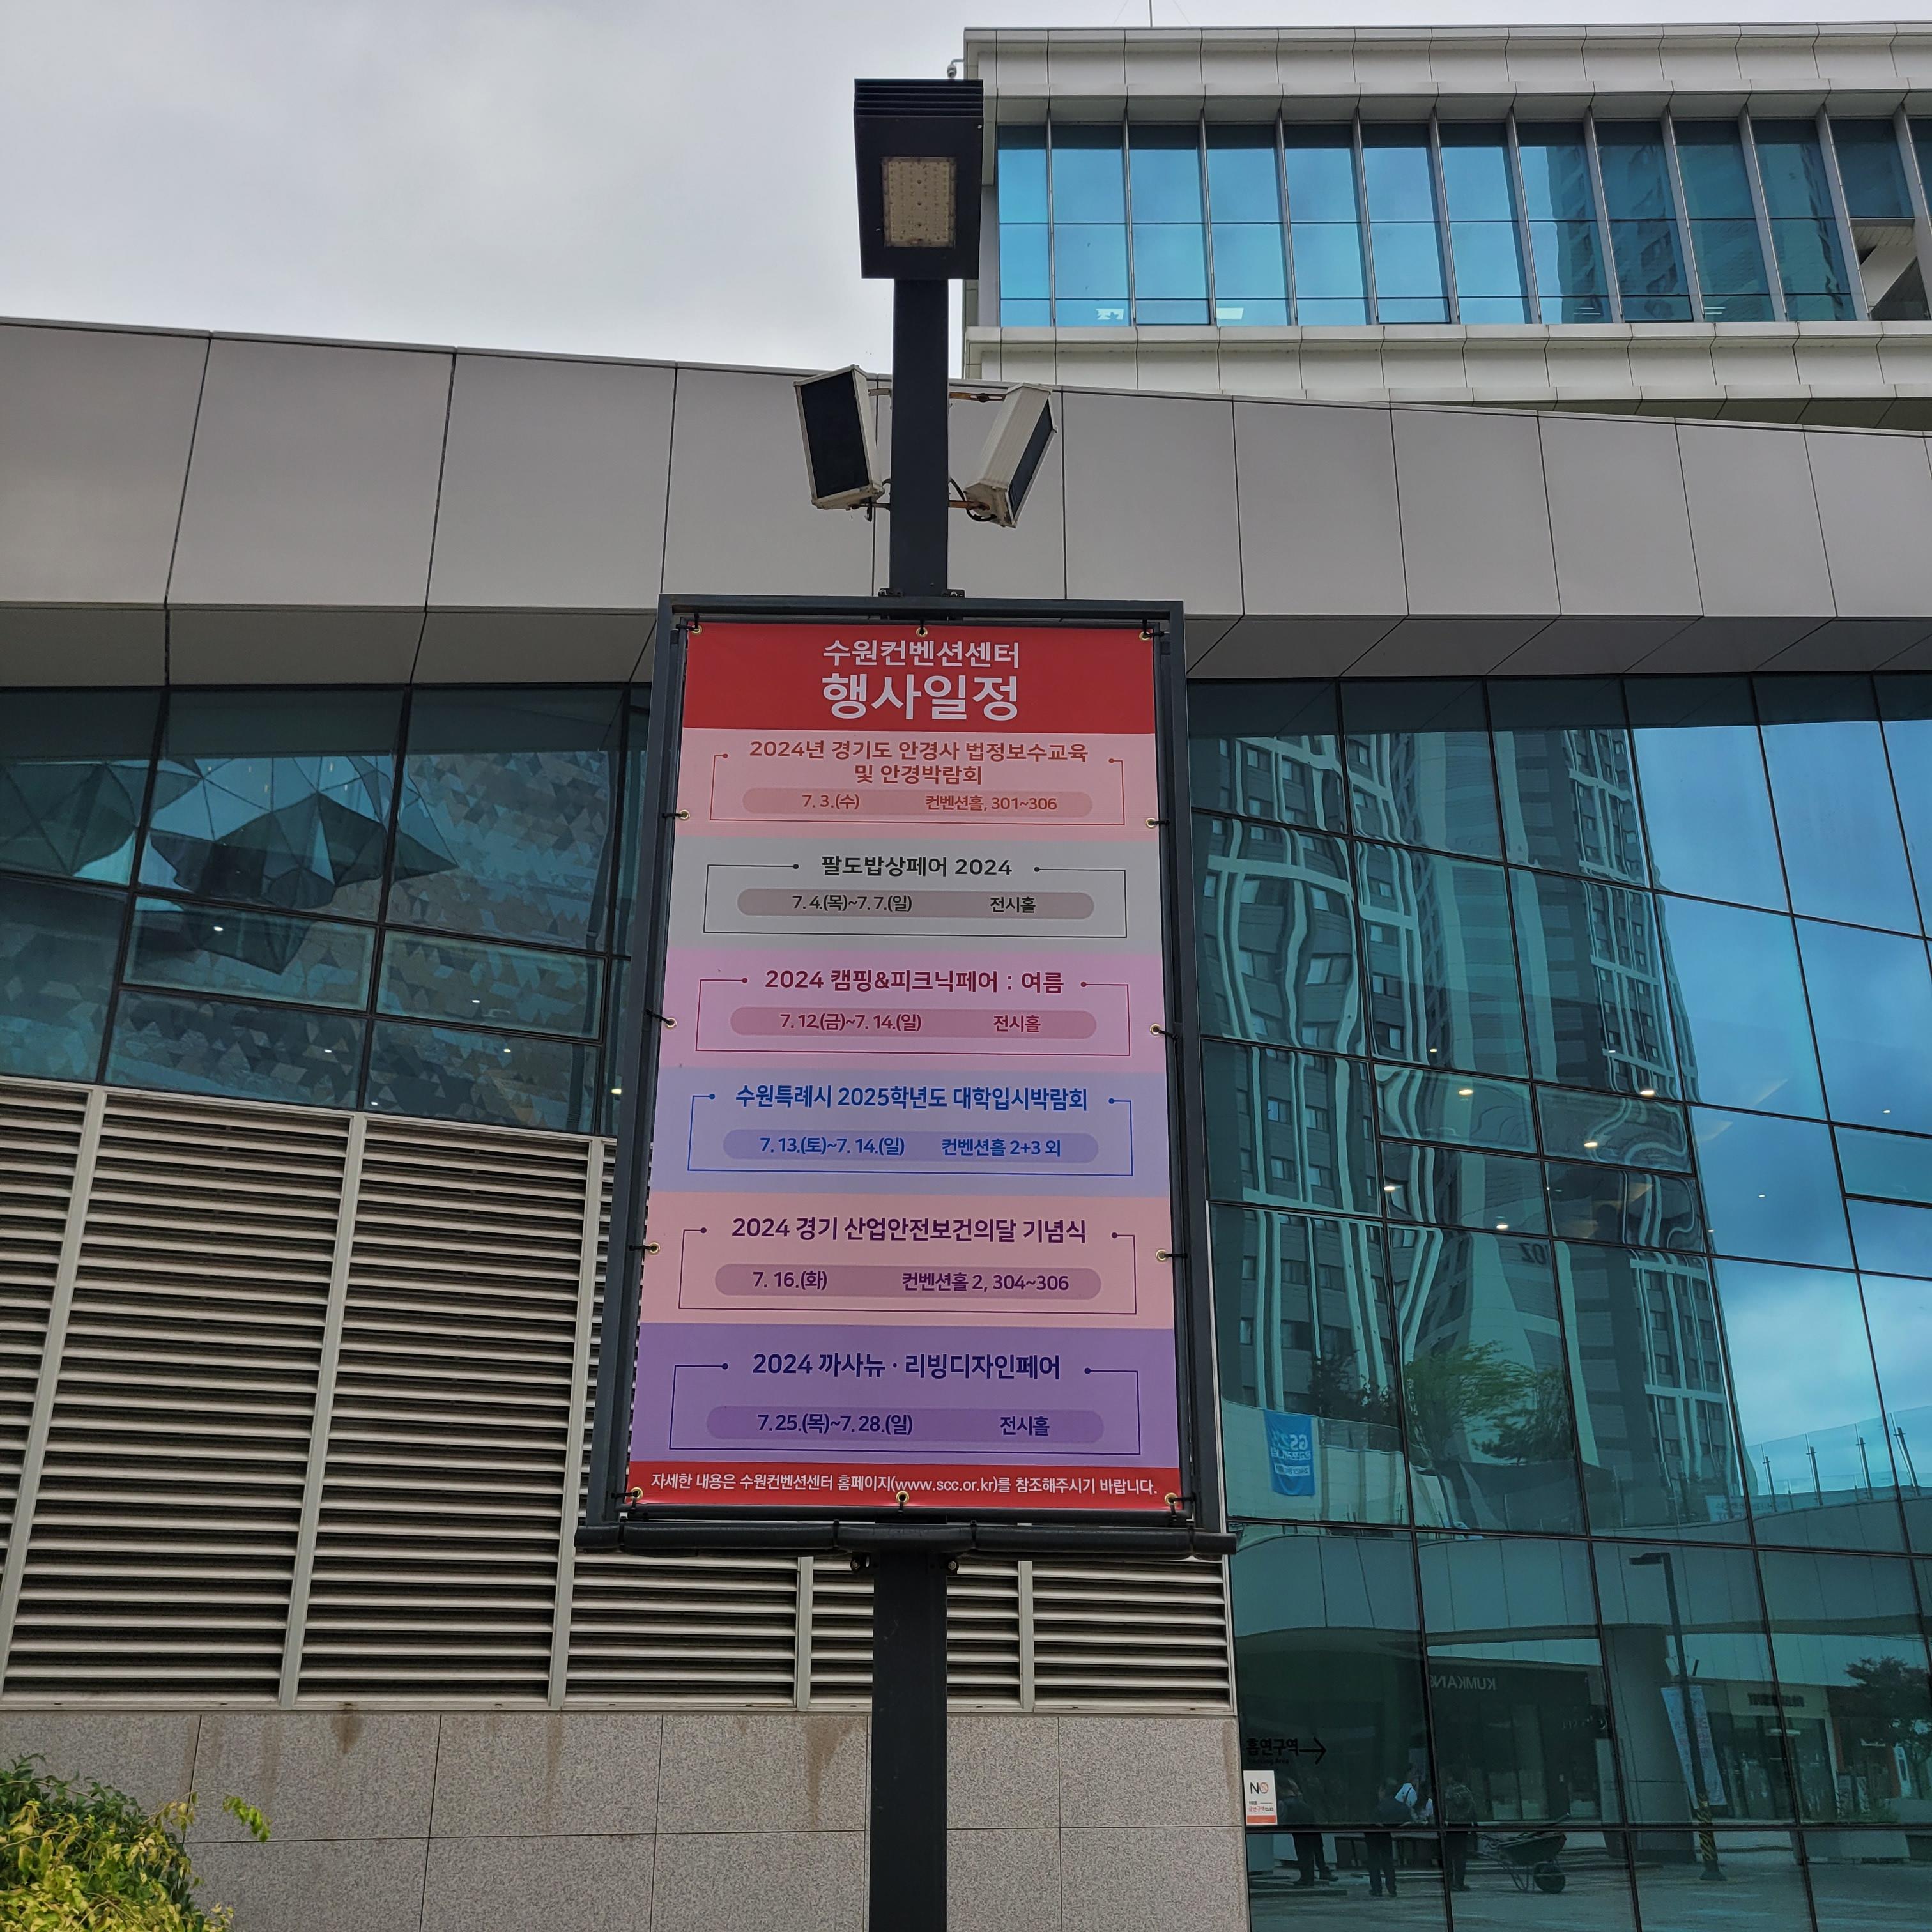 수원컨벤션센터
행사일정
2024년 경기도 안경사 법정보수교육
및 안경박람회
7. 3.(수) 컨벤션홀, 301~306
팔도밥상페어 2024
7. 4.(목)~7. 7.(일) 전시홀
2024 캠핑&피크닉페어 : 여름
7. 12.(금)~7. 14.(일) 전시홀
수원특례시 2025학년도 대학입시박람회
7. 13.(토)~7. 14.(일) 컨벤션홀 2+3 외
2024 경기 산업안전보건의달 기념식
7. 16.(화) 컨벤션홀 2, 304~306
2024 까사뉴 · 리빙디자인페어
7. 25.(목)~7. 28.(일) 전시홀
자세한 내용은 수원컨벤션센터 홈페이지(www.scc.or.kr)를 참조해주시기 바랍니다.
KUMKANG
흡연구역
NO